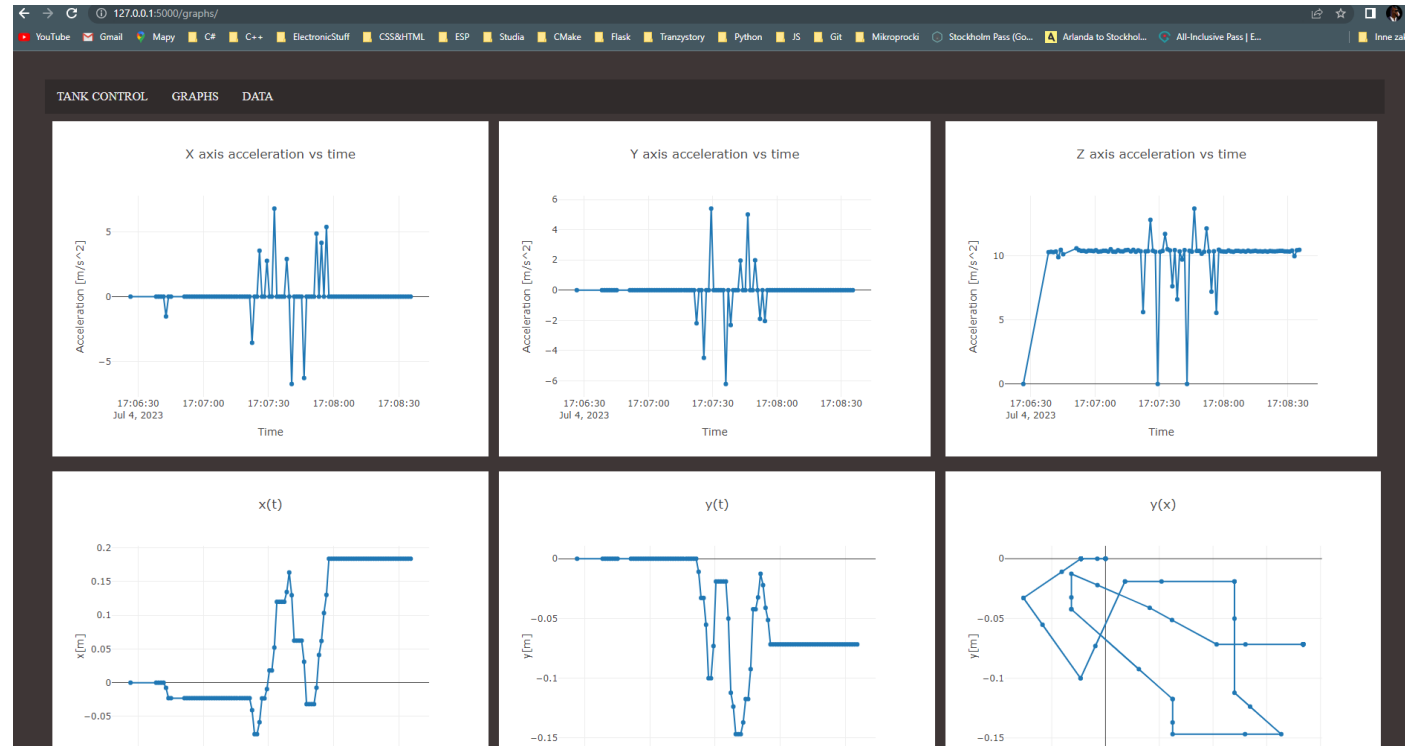 127.0.0.1:5000/graphs/
YouTube Gmail Mapy C# C++ ElectronicStuff CSS&HTML ESP Studia CMake Flask Tranzystory Python JS Git Mikroprocki Stockholm Pass (Go... Arlanda to Stockhol... All-Inclusive Pass | E... Inne zak
TANK CONTROL GRAPHS DATA
X axis acceleration vs time
Acceleration [m/s^2]
5
0
−5
17:06:30 17:07:00 17:07:30 17:08:00 17:08:30
Jul 4, 2023
Time
Y axis acceleration vs time
Acceleration [m/s^2]
6
4
2
0
−2
−4
−6
17:06:30 17:07:00 17:07:30 17:08:00 17:08:30
Jul 4, 2023
Time
Z axis acceleration vs time
Acceleration [m/s^2]
10
5
0
17:06:30 17:07:00 17:07:30 17:08:00 17:08:30
Jul 4, 2023
Time
x(t)
x[m]
0.2
0.15
0.1
0.05
0
−0.05
y(t)
y[m]
0
−0.05
−0.1
−0.15
y(x)
y[m]
0
−0.05
−0.1
−0.15